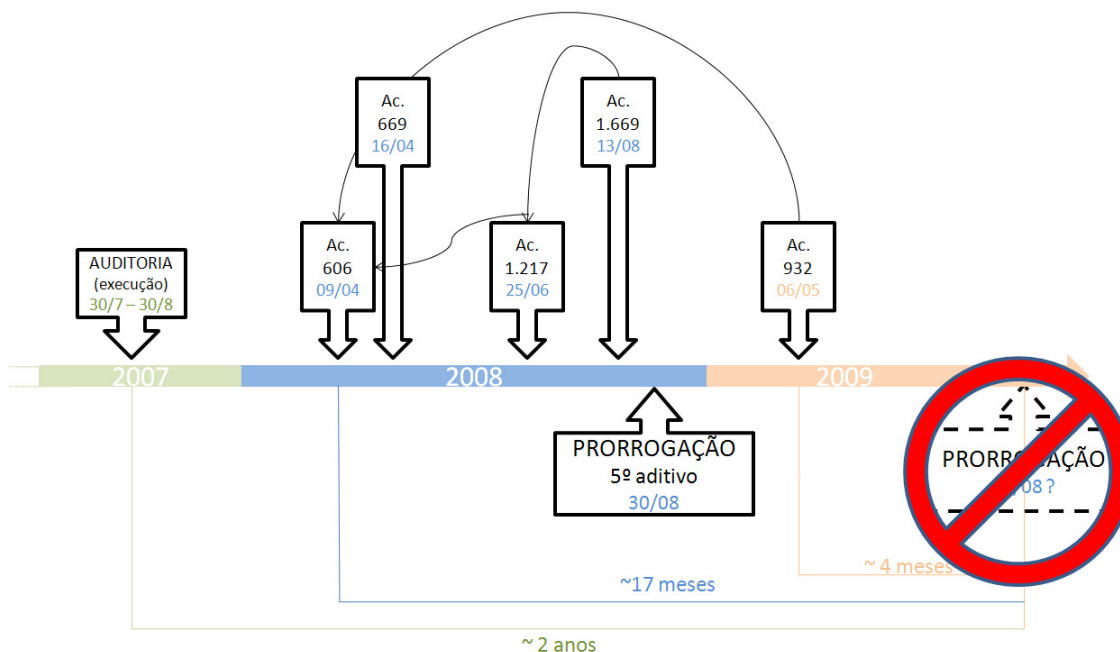 Ac.
669
16/04
Ac.
1.669
13/08
AUDITORIA
(execução)
30/7 – 30/8
Ac.
606
09/04
Ac.
1.217
25/06
Ac.
932
06/05
2007
2008
2009
PRORROGAÇÃO
5º aditivo
30/08
PRORROGAÇÃO
/08 ?
~ 4 meses
~17 meses
~ 2 anos